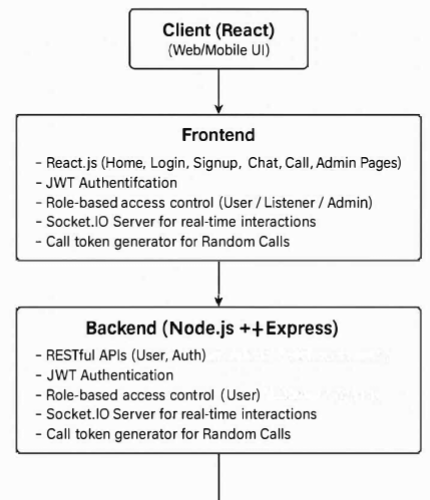 Client (React)
(Web/Mobile UI)
Frontend
- React.js (Home, Login, Signup, Chat, Call, Admin Pages)
- JWT Authentifcation
- Role-based access control (User / Listener / Admin)
- Socket.IO Server for real-time interactions
- Call token generator for Random Calls
Backend (Node.js ++Express)
- RESTful APIs (User, Auth)
- JWT Authentication
- Role-based access control (User)
- Socket.IO Server for real-time interactions
- Call token generator for Random Calls